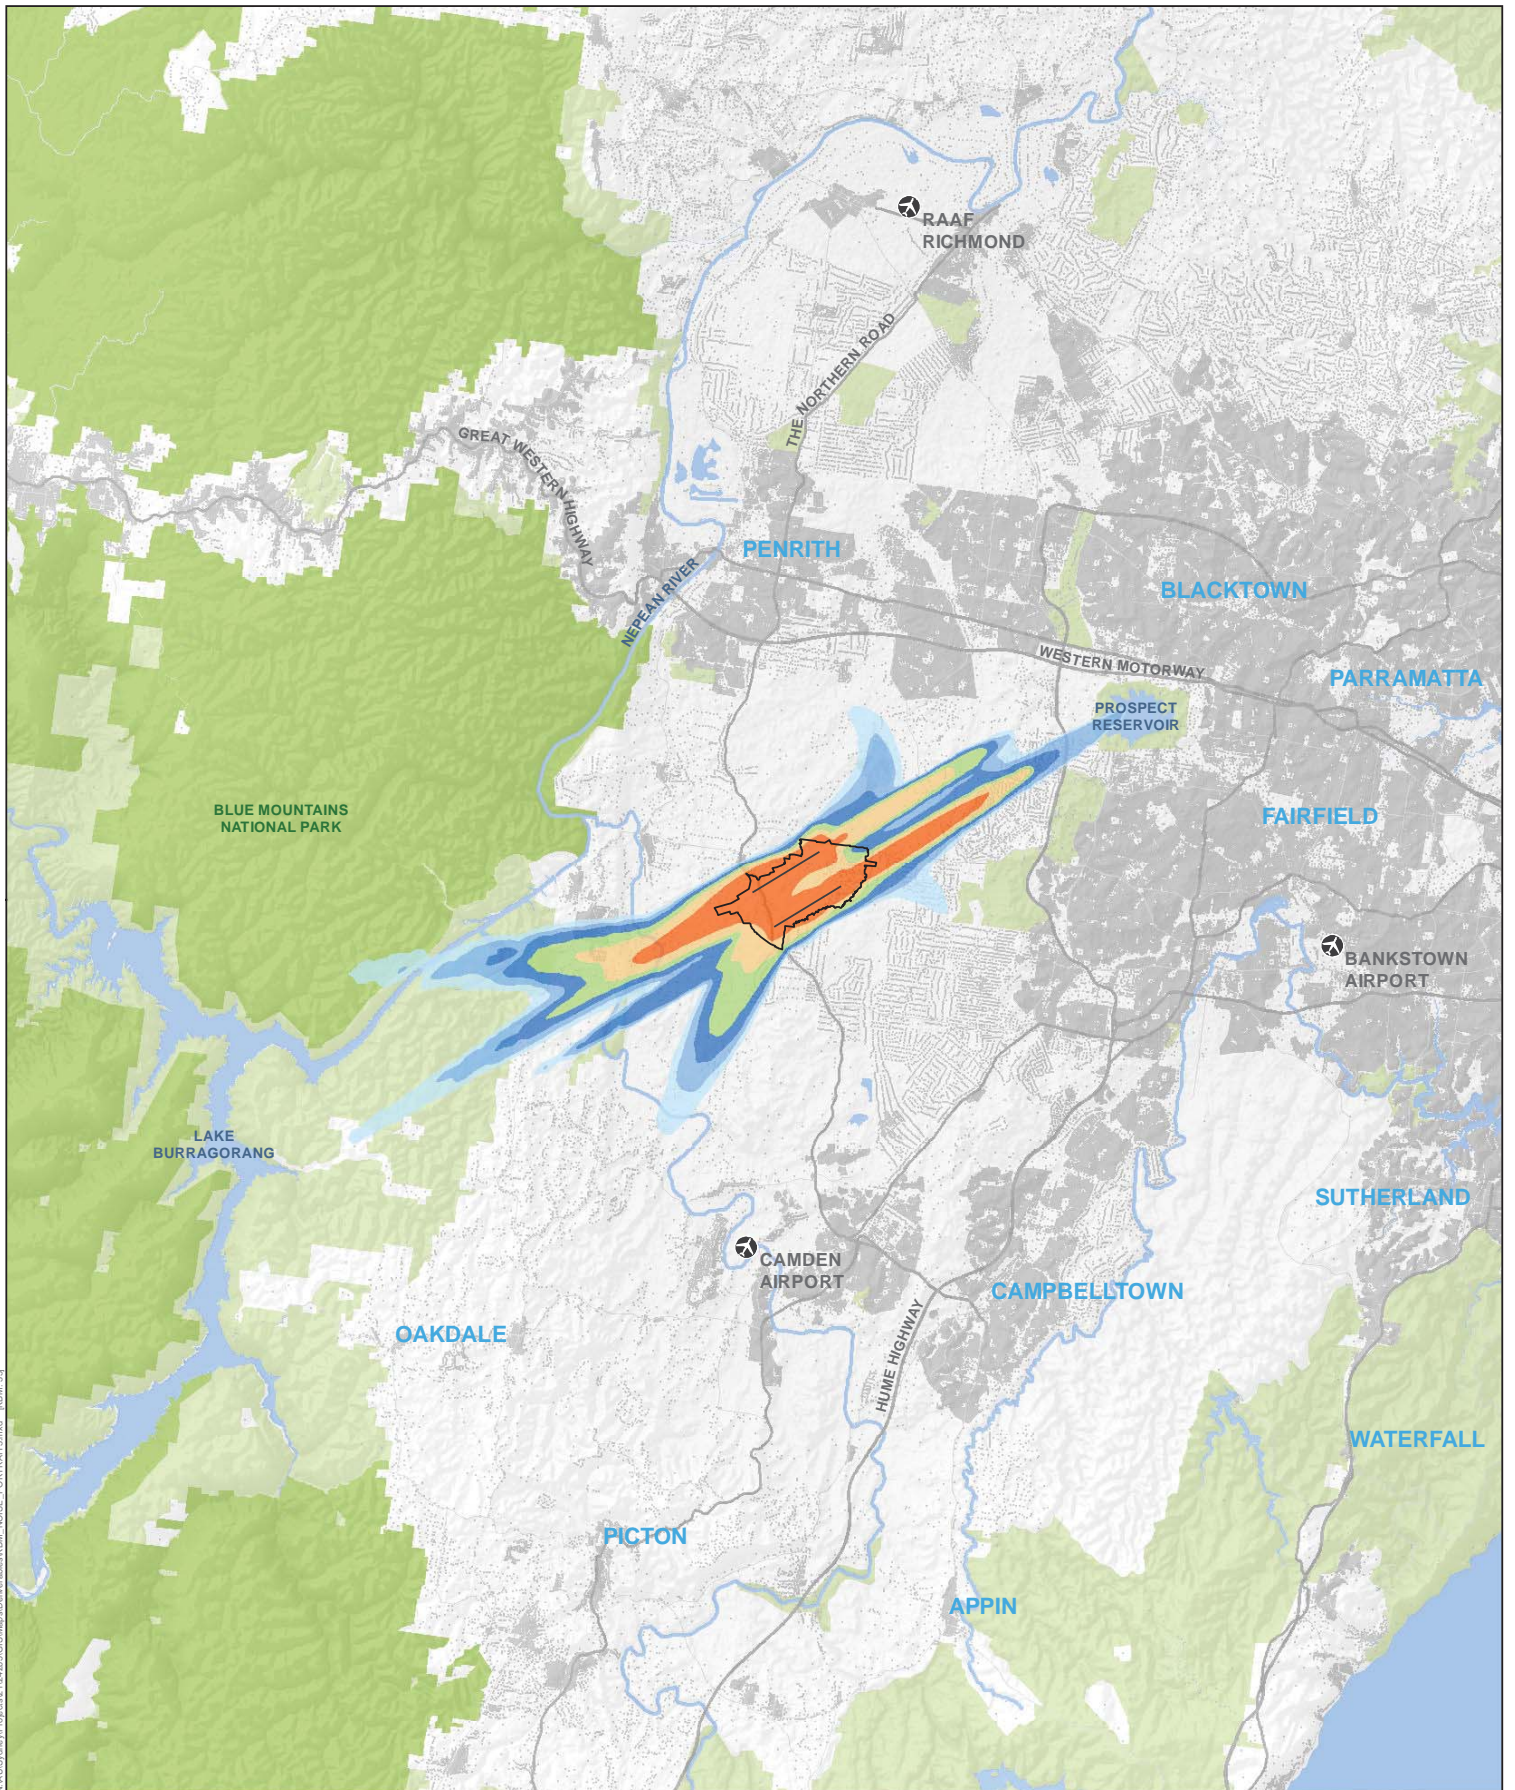 RAAF
RICHMOND
THE NORTHERN ROAD
GREAT WESTERN HIGHWAY
PENRITH
NEPEAN RIVER
BLACKTOWN
WESTERN MOTORWAY
PARRAMATTA
PROSPECT
RESERVOIR
BLUE MOUNTAINS
NATIONAL PARK
FAIRFIELD
BANKSTOWN
AIRPORT
LAKE
BURRAGORANG
SUTHERLAND
CAMDEN
AIRPORT
CAMPBELLTOWN
OAKDALE
HUME HIGHWAY
WATERFALL
PICTON
APPIN